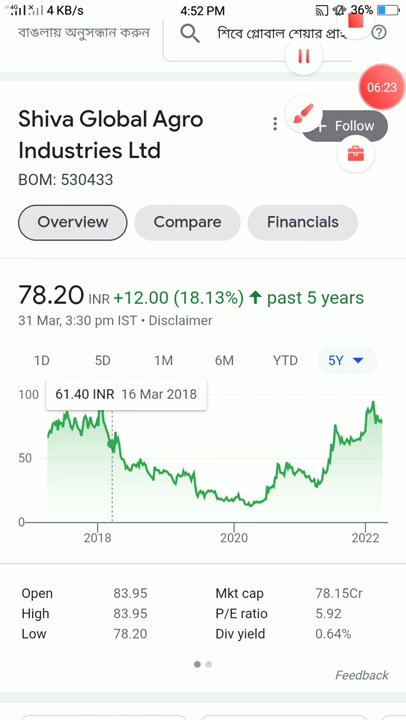 4G 4 KB/s 4:52 PM 36%
বাংলায় অনুসন্ধান করুন
শিবে গ্লোবাল শেয়ার
06:23
Shiva Global Agro
Industries Ltd
+ Follow
BOM: 530433
Overview Compare Financials
78.20 INR +12.00 (18.13%) ↑ past 5 years
31 Mar, 3:30 pm IST • Disclaimer
1D 5D 1M 6M YTD 5Y
100
61.40 INR 16 Mar 2018
50
0
2018 2020 2022
Open 83.95 Mkt cap 78.15Cr
High 83.95 P/E ratio 5.92
Low 78.20 Div yield 0.64%
Feedback